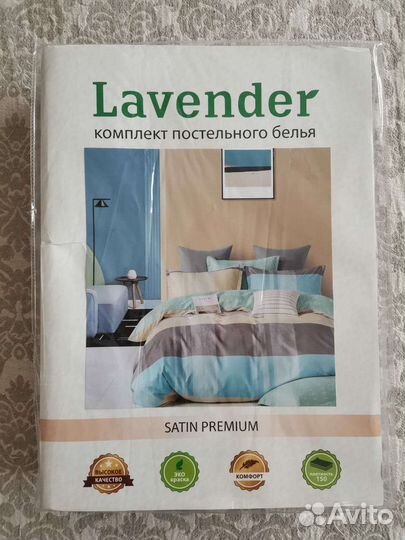 Lavender
комплект постельного белья
SATIN PREMIUM
ВЫСОКОЕ
КАЧЕСТВО
ЭКО
краска
КОМФОРТ
плотность
150
Avito